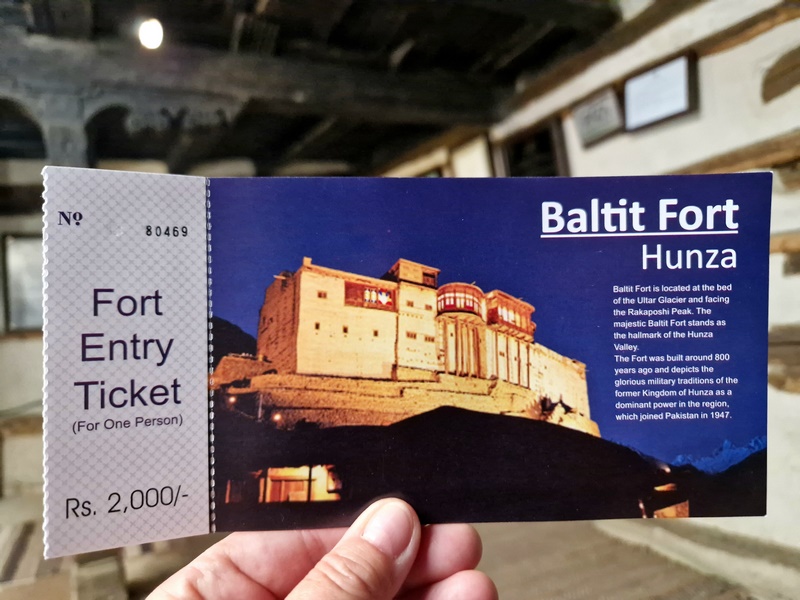 Nº 80469
Fort
Entry
Ticket
(For One Person)
Rs. 2,000/-
Baltit Fort
Hunza
Baltit Fort is located at the bed
of the Ultar Glacier and facing
the Rakaposhi Peak. The
majestic Baltit Fort stands as
the hallmark of the Hunza
Valley.
The Fort was built around 800
years ago and depicts the
glorious military traditions of the
former Kingdom of Hunza as a
dominant power in the region,
which joined Pakistan in 1947.